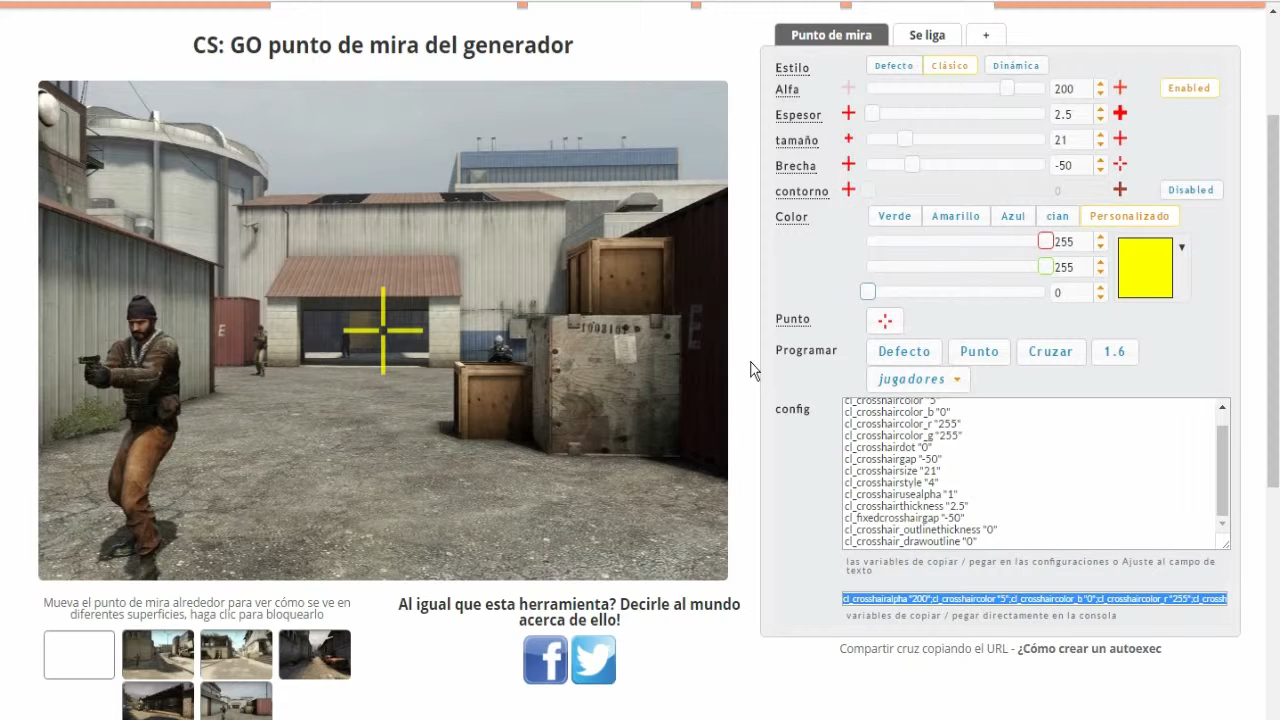 CS: GO punto de mira del generador
Punto de mira
Se liga
+
Estilo
Defecto
Clásico
Dinámica
Alfa
200
Enabled
Espesor
2.5
tamaño
21
Brecha
-50
contorno
0
Disabled
Color
Verde
Amarillo
Azul
cian
Personalizado
255
255
0
Punto
Programar
Defecto
Punto
Cruzar
1.6
jugadores
config
cl_crosshaircolor "5"
cl_crosshaircolor_b "0"
cl_crosshaircolor_r "255"
cl_crosshaircolor_g "255"
cl_crosshairdot "0"
cl_crosshairgap "-50"
cl_crosshairsize "21"
cl_crosshairstyle "4"
cl_crosshairusealpha "1"
cl_crosshairthickness "2.5"
cl_fixedcrosshairgap "-50"
cl_crosshair_outlinethickness "0"
cl_crosshair_drawoutline "0"
las variables de copiar / pegar en las configuraciones o Ajuste al campo de
texto
cl_crosshairalpha "200";cl_crosshaircolor "5";cl_crosshaircolor_b "0";cl_crosshaircolor_r "255";cl_crossh
variables de copiar / pegar directamente en la consola
Compartir cruz copiando el URL - ¿Cómo crear un autoexec
E
E
Mueva el punto de mira alrededor para ver cómo se ve en
diferentes superficies, haga clic para bloquearlo
Al igual que esta herramienta? Decirle al mundo
acerca de ello!